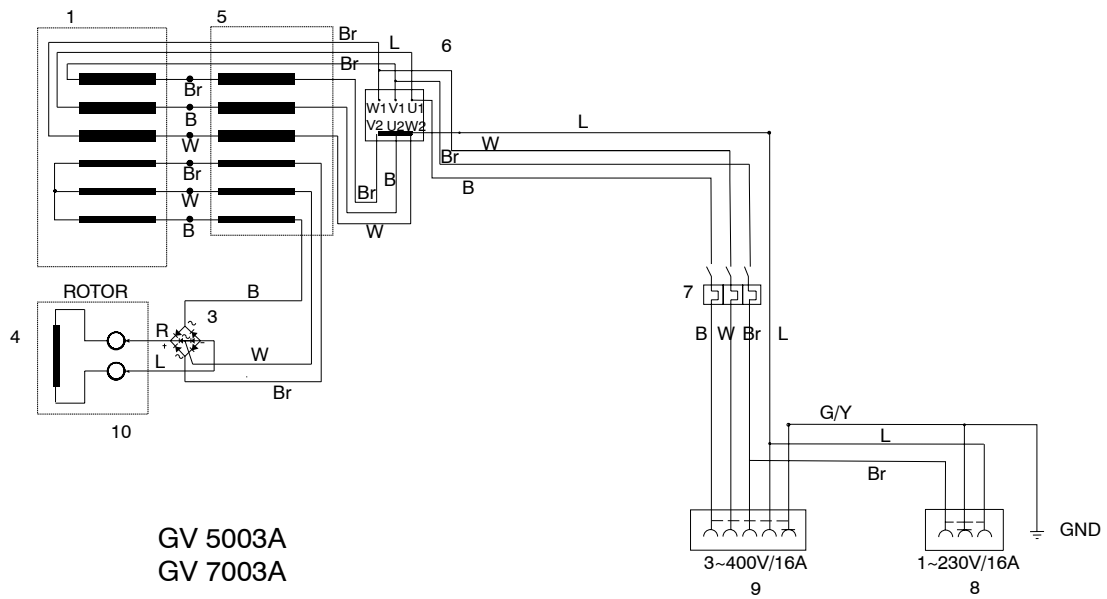 1
5
Br
L
6
Br
Br
B
W
Br
W
B
W1 V1 U1
V2 U2 W2
L
W
Br
B
Br
B
W
ROTOR
B
4
3
R
+
-
L
W
Br
10
7
B W Br L
G/Y
L
Br
GND
GV 5003A
GV 7003A
3~400V/16A
1~230V/16A
9
8